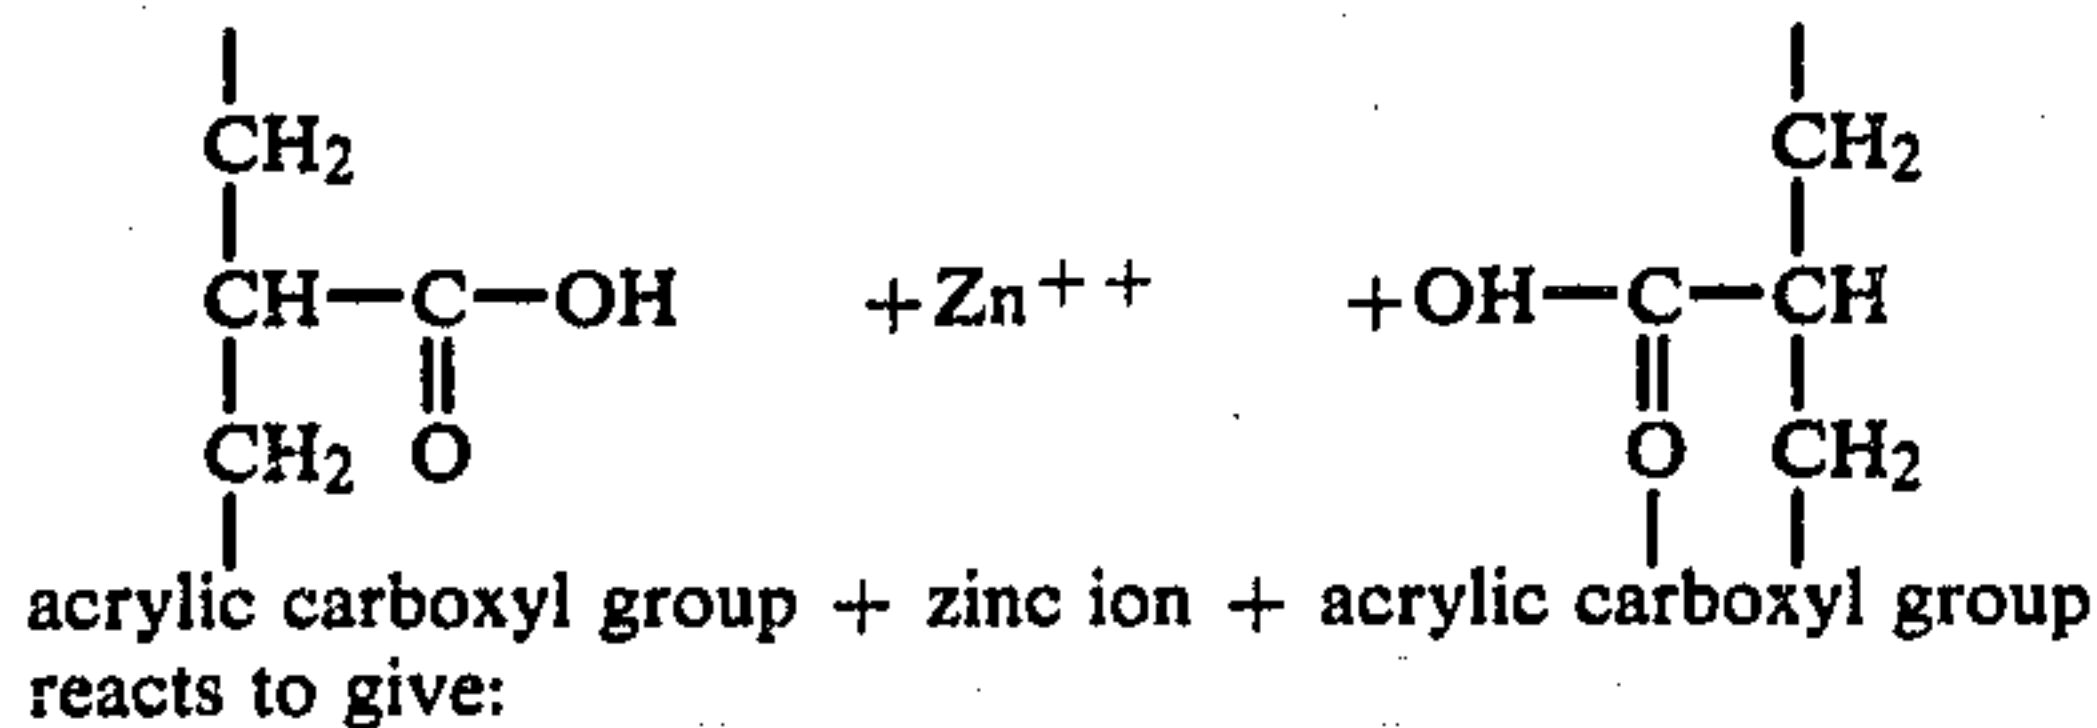 CH₂ CH₂
CH—C—OH +Zn⁺⁺ +OH—C—CH
CH₂ O O CH₂
acrylic carboxyl group + zinc ion + acrylic carboxyl group
reacts to give: